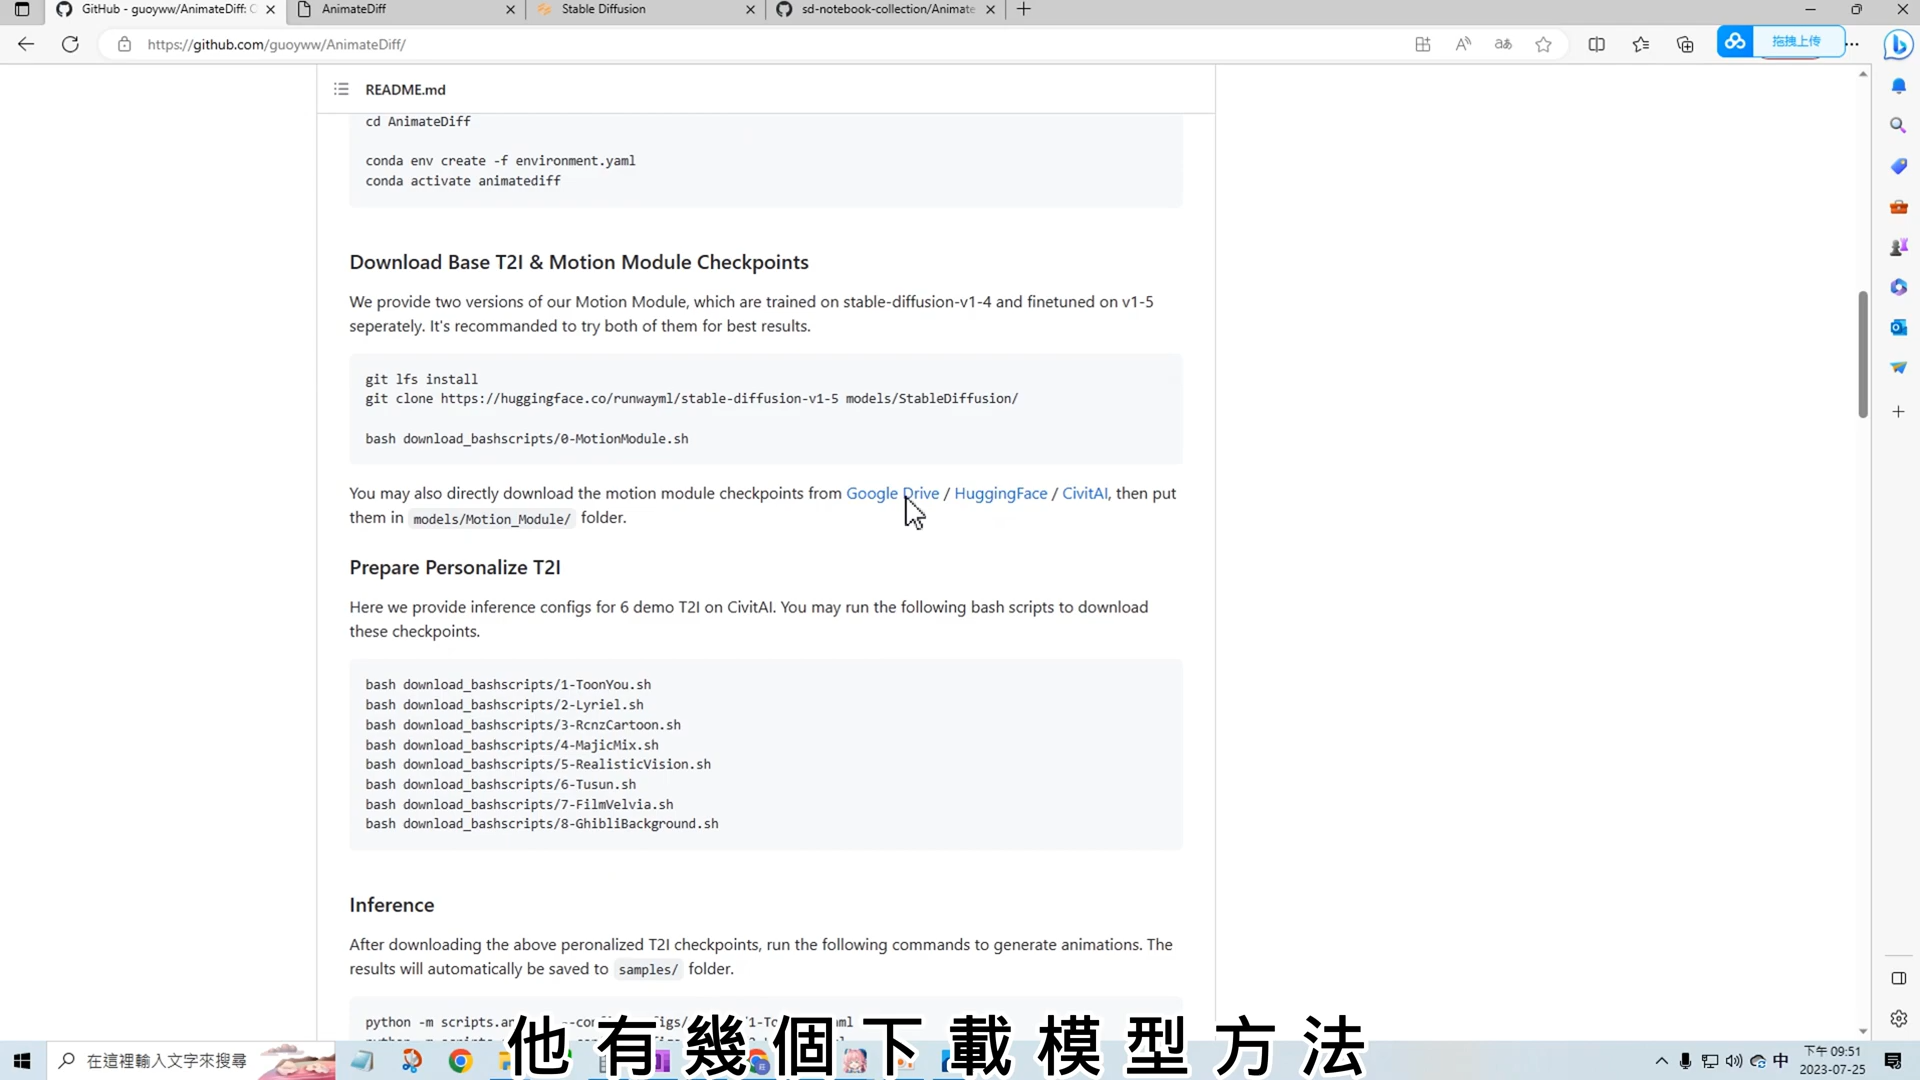 GitHub - guoyww/AnimateDiff: O
AnimateDiff
Stable Diffusion
sd-notebook-collection/Animate
https://github.com/guoyww/AnimateDiff/
拖拽上传
README.md
cd AnimateDiff
conda env create -f environment.yaml
conda activate animatediff
Download Base T2I & Motion Module Checkpoints
We provide two versions of our Motion Module, which are trained on stable-diffusion-v1-4 and finetuned on v1-5
seperately. It's recommanded to try both of them for best results.
git lfs install
git clone https://huggingface.co/runwayml/stable-diffusion-v1-5 models/StableDiffusion/
bash download_bashscripts/0-MotionModule.sh
You may also directly download the motion module checkpoints from Google Drive / HuggingFace / CivitAI, then put
them in models/Motion_Module/ folder.
Prepare Personalize T2I
Here we provide inference configs for 6 demo T2I on CivitAI. You may run the following bash scripts to download
these checkpoints.
bash download_bashscripts/1-ToonYou.sh
bash download_bashscripts/2-Lyriel.sh
bash download_bashscripts/3-RcnzCartoon.sh
bash download_bashscripts/4-MajicMix.sh
bash download_bashscripts/5-RealisticVision.sh
bash download_bashscripts/6-Tusun.sh
bash download_bashscripts/7-FilmVelvia.sh
bash download_bashscripts/8-GhibliBackground.sh
Inference
After downloading the above peronalized T2I checkpoints, run the following commands to generate animations. The
results will automatically be saved to samples/ folder.
python -m
他有幾個下載模型方法
在這裡輸入文字來搜尋
中
下午 09:51
2023-07-25